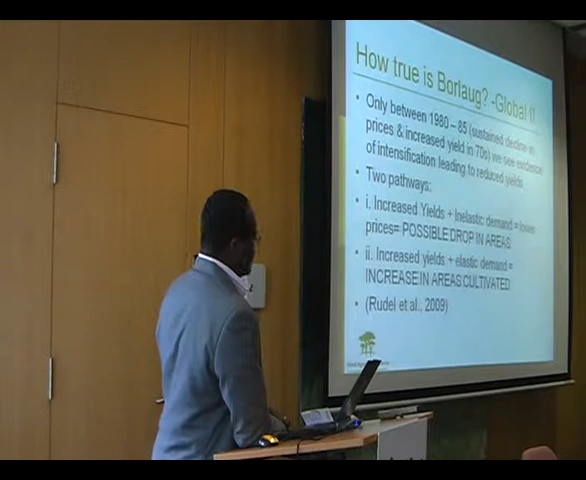 How true is Borlaug? -Global II
• Only between 1980 – 85 (sustained decline in
prices & increased yield in 70s) we see evidence
of intensification leading to reduced yields
• Two pathways:
• i. Increased Yields + Inelastic demand = lower
prices= POSSIBLE DROP IN AREAS
• ii. Increased yields + elastic demand =
INCREASE IN AREAS CULTIVATED
• (Rudel et al., 2009)